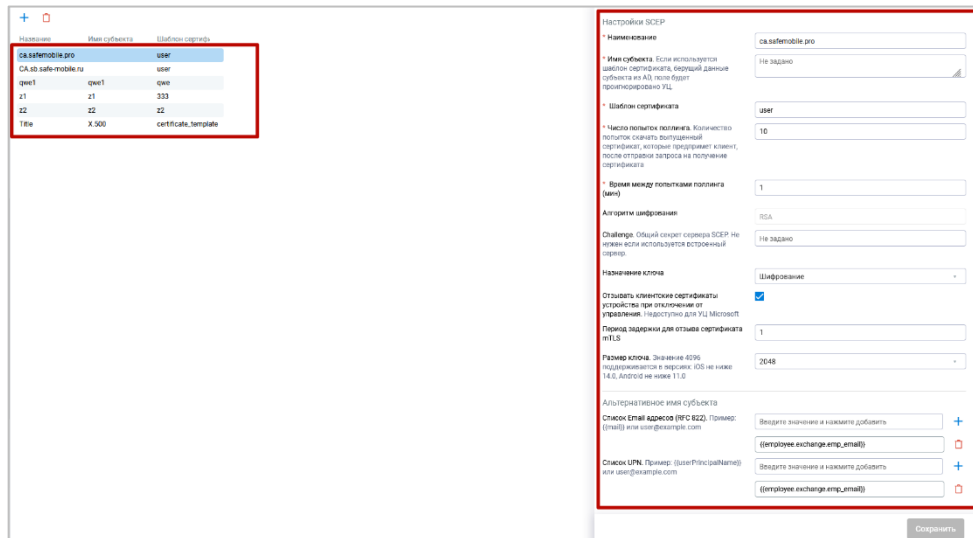 Название Имя субъекта Шаблон сертифи
ca.safemobile.pro user
CA.sb.safe-mobile.ru user
qwe1 qwe1 qwe
z1 z1 333
z2 z2 z2
Title X.500 certificate_template
Настройки SCEP
* Наименование
ca.safemobile.pro
* Имя субъекта. Если используется
шаблон сертификата, берущий данные
субъекта из AD, поле будет
проигнорировано УЦ.
Не задано
* Шаблон сертификата
user
* Число попыток поллинга. Количество
попыток скачать выпущенный
сертификат, которые предпримет клиент,
после отправки запроса на получение
сертификата
10
* Время между попытками поллинга
(мин)
1
Алгоритм шифрования
RSA
Challenge. Общий секрет сервера SCEP. Не
нужен если используется встроенный
сервер.
Не задано
Назначение ключа
Шифрование
Отзывать клиентские сертификаты
устройства при отключении от
управления. Недоступно для УЦ Microsoft
Период задержки для отзыва сертификата
mTLS
1
Размер ключа. Значение 4096
поддерживается в версиях: iOS не ниже
14.0, Android не ниже 11.0
2048
Альтернативное имя субъекта
Список Email адресов (RFC 822). Пример:
{{mail}} или user@example.com
Введите значение и нажмите добавить
{{employee.exchange.emp_email}}
Список UPN. Пример: {{userPrincipalName}}
или user@example.com
Введите значение и нажмите добавить
{{employee.exchange.emp_email}}
Сохранить